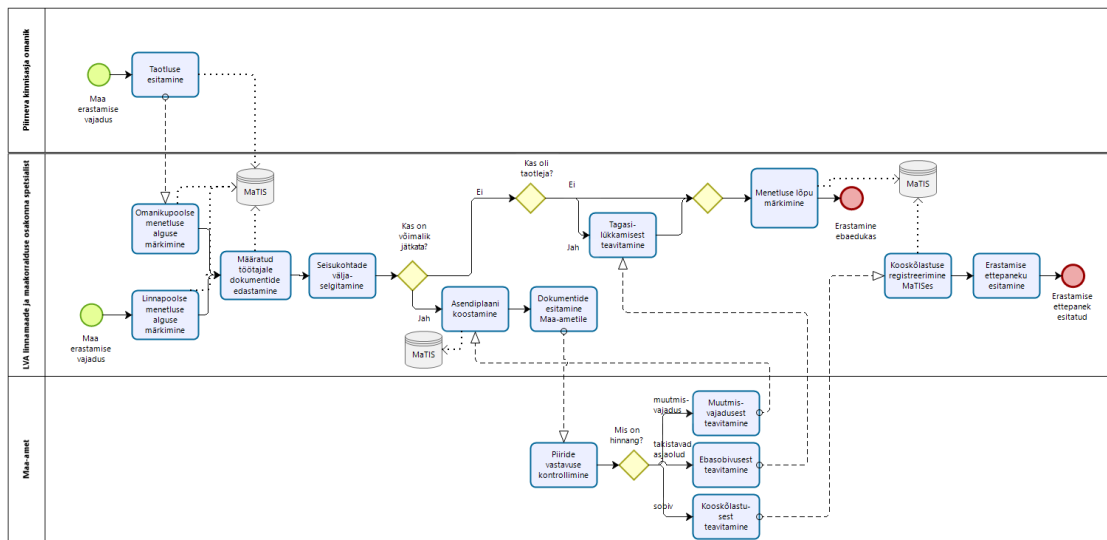 Piirneva kinnisasja omanik
Maa
erastamise
vajadus
Taotluse
esitamine
LVA linnamaade ja maakorralduse osakonna spetsialist
Omanikupoolse
menetluse
alguse
märkimine
MaTIS
Maa
erastamise
vajadus
Linnapoolse
menetluse
alguse
märkimine
Määratud
töötajale
dokumentide
edastamine
Seisukohtade
välja-
selgitamine
Kas on
võimalik
jätkata?
Ei
Jah
Kas oli
taotleja?
Ei
Jah
Tagasi-
lükkamisest
teavitamine
Menetluse lõpu
märkimine
Erastamine
ebaedukas
MaTIS
Asendiplaani
koostamine
MaTIS
Dokumentide
esitamine
Maa-ametile
Kooskõlastuse
registreerimine
MaTISes
Erastamise
ettepaneku
esitamine
Erastamise
ettepanek
esitatud
Maa-amet
Piiride
vastavuse
kontrollimine
Mis on
hinnang?
muutmis-
vajadus
takistavad
asjaolud
sobiv
Muutmis-
vajadusest
teavitamine
Ebasobivusest
teavitamine
Kooskõlastu-
sest
teavitamine